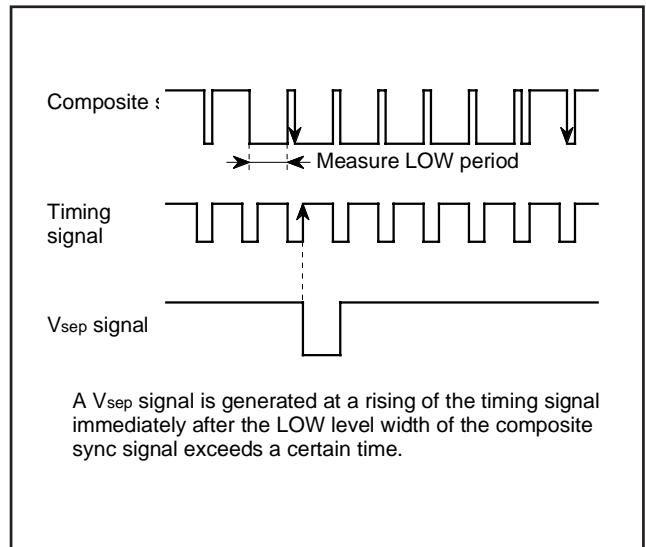 Composite
Measure LOW period
Timing
signal
Vsep signal
A Vsep signal is generated at a rising of the timing signal
immediately after the LOW level width of the composite
sync signal exceeds a certain time.